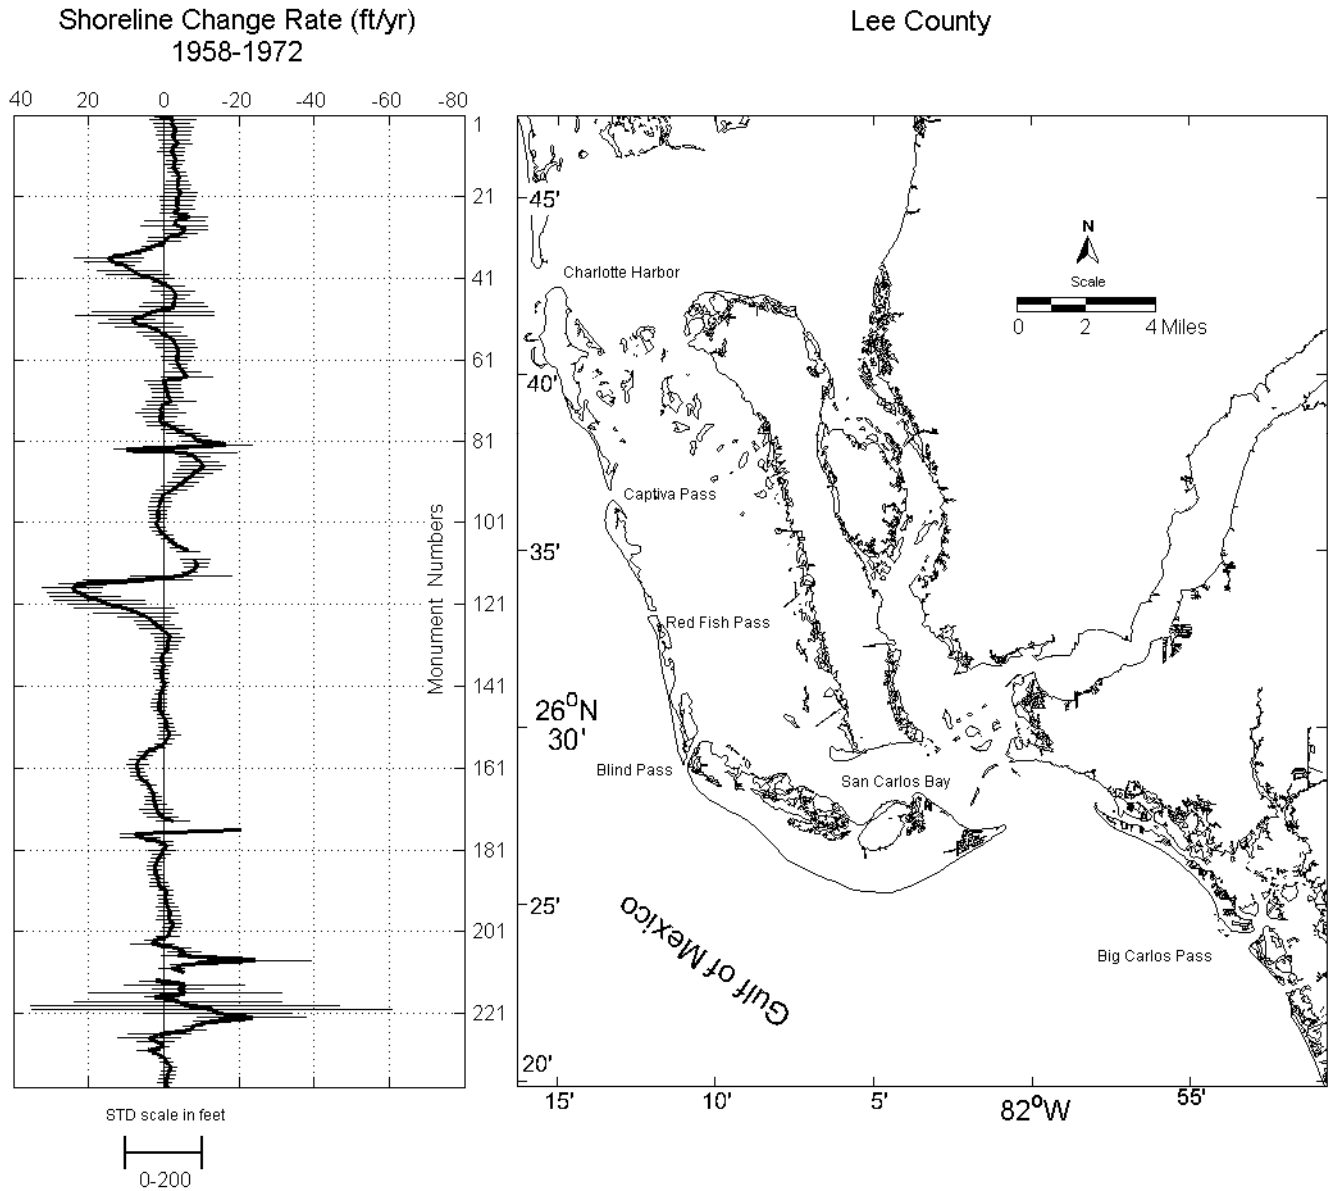 Shoreline Change Rate (ft/yr)
1958-1972
Lee County
40 20 0 -20 -40 -60 -80
1
21
41
61
81
101
121
141
161
181
201
221
Monument Numbers
STD scale in feet
0-200
45'
40'
35'
26°N
30'
25'
20'
15' 10' 5' 82°W 55'
N
Scale
0 2 4 Miles
Charlotte Harbor
Captiva Pass
Red Fish Pass
Blind Pass
San Carlos Bay
Big Carlos Pass
Gulf of Mexico